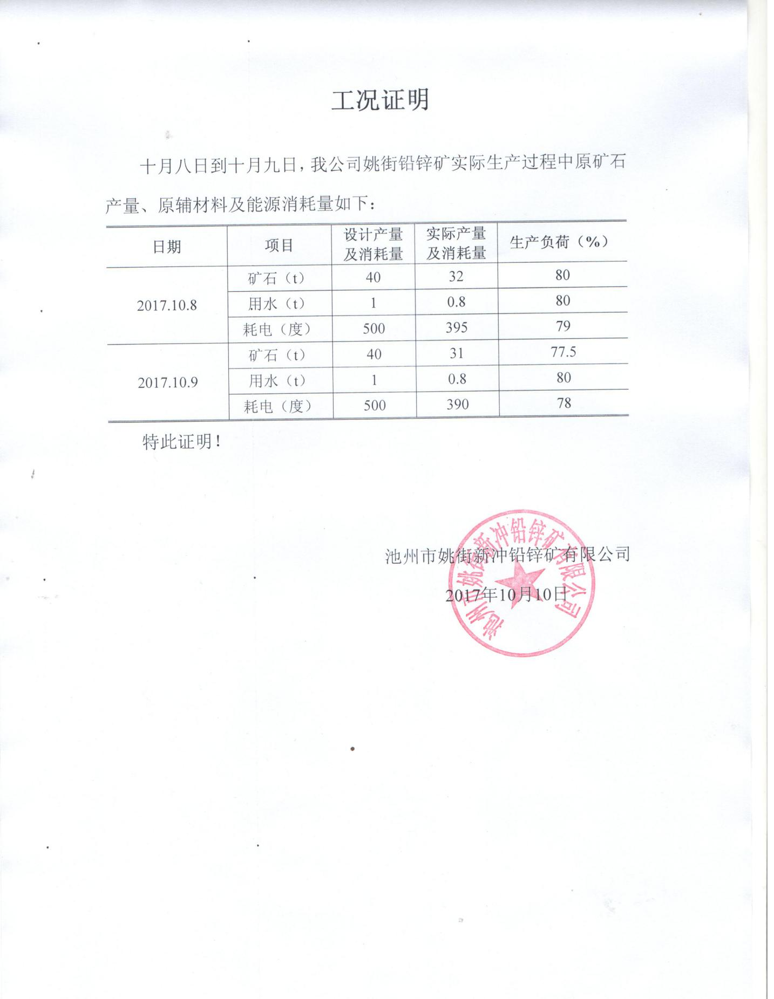 工况证明
十月八日到十月九日，我公司姚街铅锌矿实际生产过程中原矿石
产量、原辅材料及能源消耗量如下：
日期 项目 设计产量及消耗量 实际产量及消耗量 生产负荷（%）
2017.10.8 矿石（t） 40 32 80
用水（t） 1 0.8 80
耗电（度） 500 395 79
2017.10.9 矿石（t） 40 31 77.5
用水（t） 1 0.8 80
耗电（度） 500 390 78
特此证明！
池州市姚街新冲铅锌矿有限公司
2017年10月10日
池州市姚街新冲铅锌矿有限公司